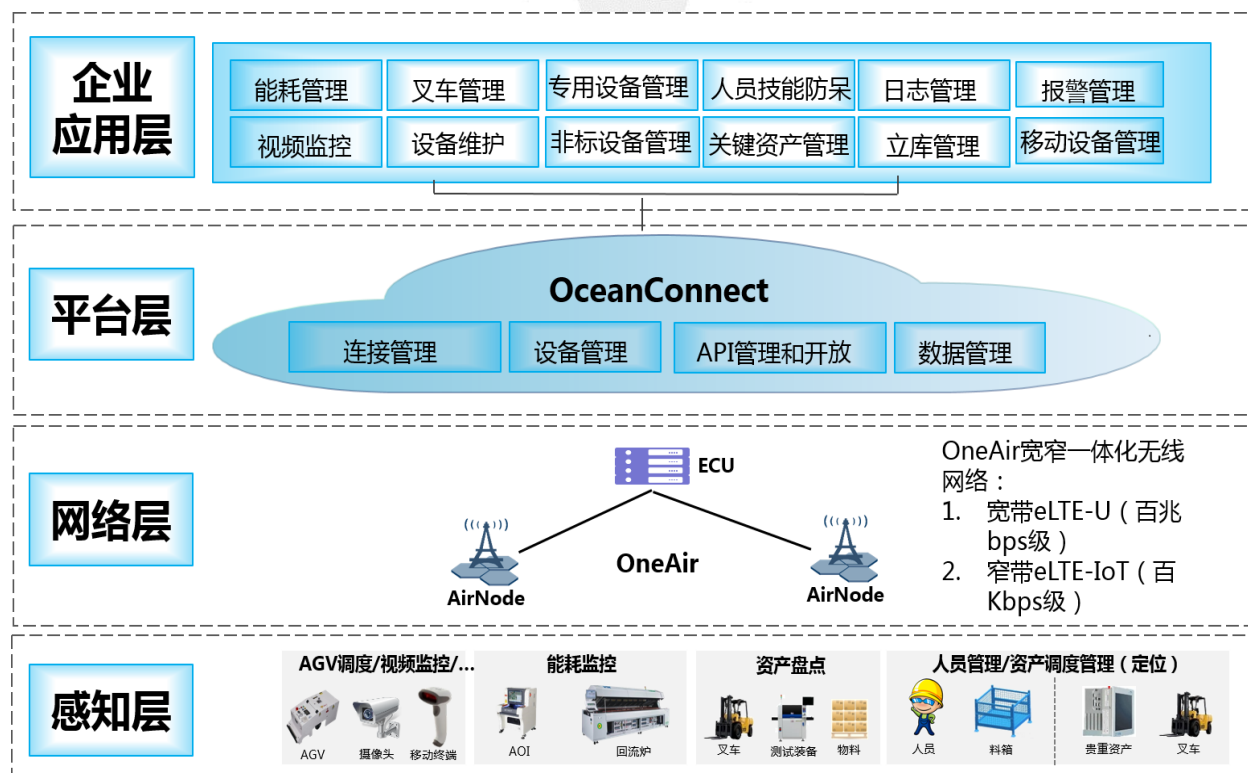 企业
应用层
能耗管理
叉车管理
专用设备管理
人员技能防呆
日志管理
报警管理
视频监控
设备维护
非标设备管理
关键资产管理
立库管理
移动设备管理
平台层
OceanConnect
连接管理
设备管理
API管理和开放
数据管理
网络层
ECU
AirNode
OneAir
AirNode
OneAir宽窄一体化无线
网络：
1. 宽带eLTE-U（百兆
bps级）
2. 窄带eLTE-IoT（百
Kbps级）
感知层
AGV调度/视频监控/...
AGV
摄像头
移动终端
能耗监控
AOI
回流炉
资产盘点
叉车
测试装备
物料
人员管理/资产调度管理（定位）
人员
料箱
贵重资产
叉车